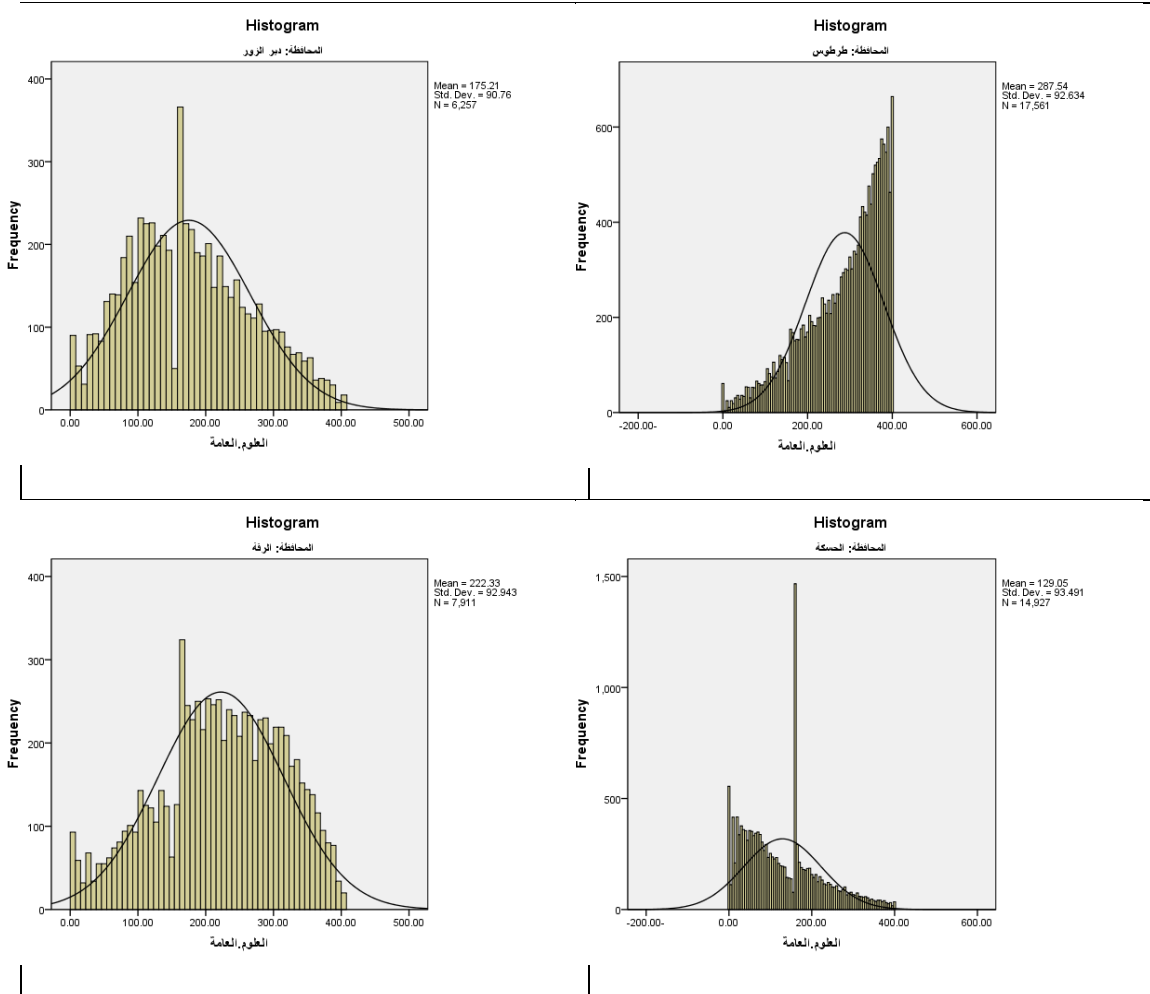 Histogram
المحافظة: دير الزور
Mean = 175.21
Std. Dev. = 90.76
N = 6,257
400
300
200
100
0
Frequency
0.00 100.00 200.00 300.00 400.00 500.00
العلوم.العامة
Histogram
المحافظة: طرطوس
Mean = 287.54
Std. Dev. = 92.634
N = 17,561
600
400
200
0
Frequency
-200.00- 0.00 200.00 400.00 600.00
العلوم.العامة
Histogram
المحافظة: الرقة
Mean = 222.33
Std. Dev. = 92.943
N = 7,911
400
300
200
100
0
Frequency
0.00 100.00 200.00 300.00 400.00 500.00
العلوم.العامة
Histogram
المحافظة: الحسكة
Mean = 129.05
Std. Dev. = 93.491
N = 14,927
1,500
1,000
500
0
Frequency
-200.00- 0.00 200.00 400.00 600.00
العلوم.العامة